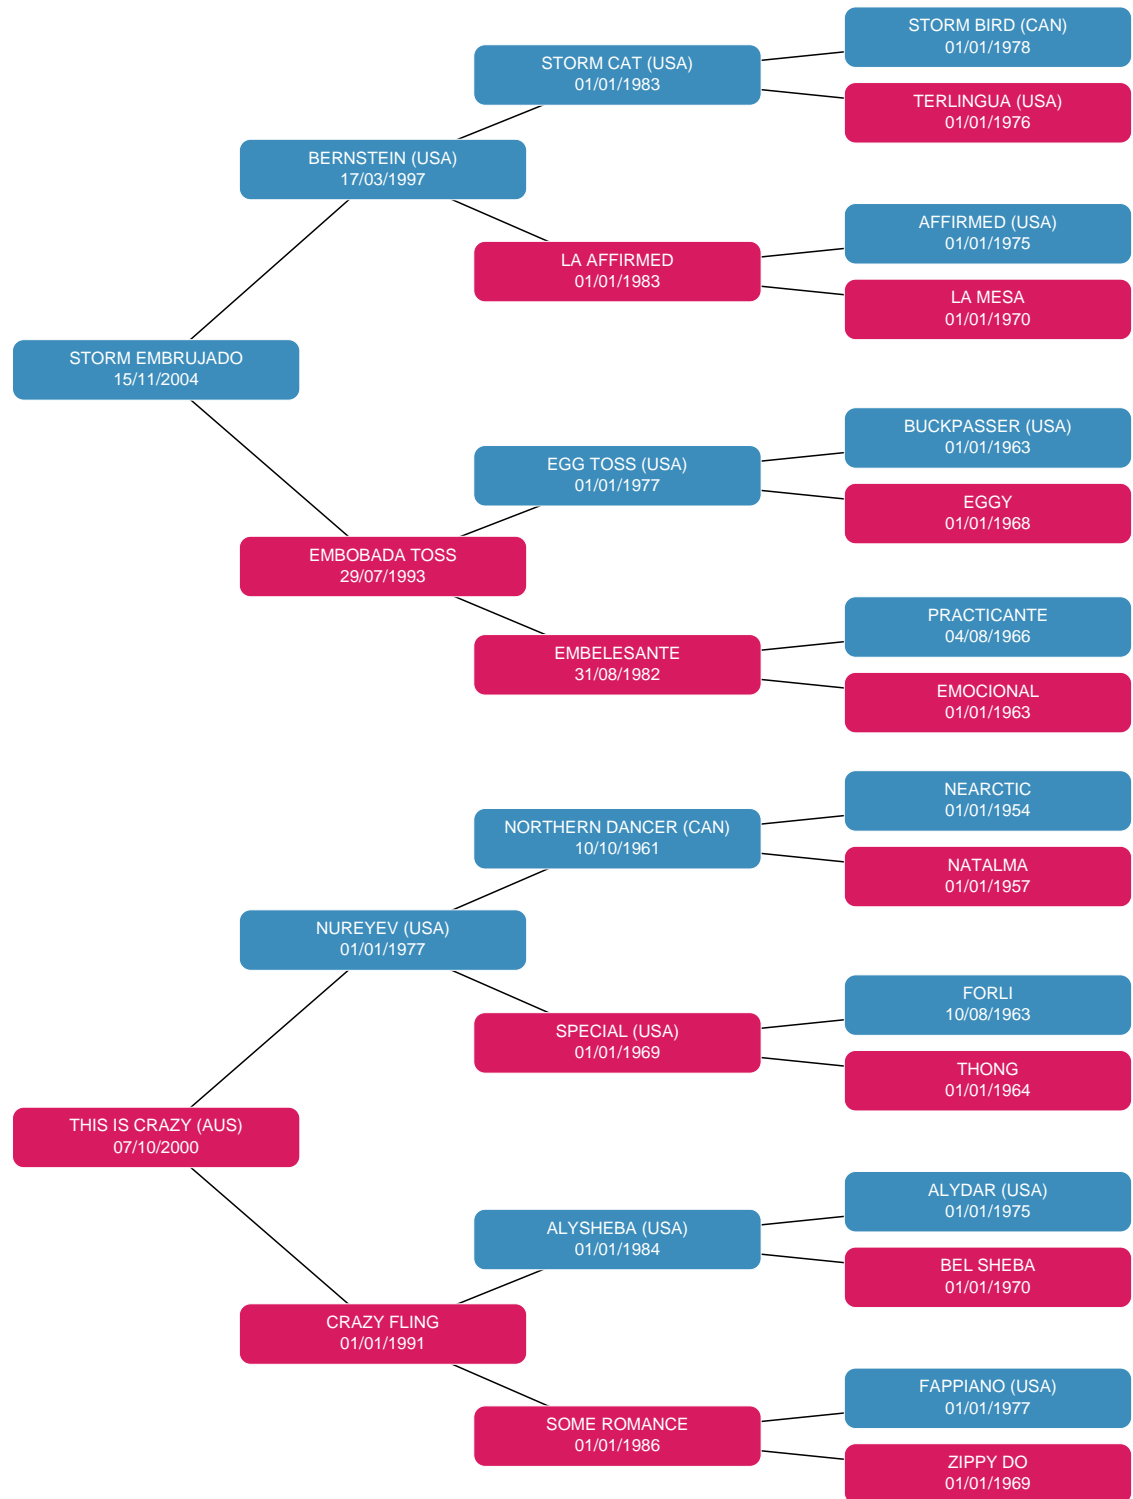 STORM BIRD (CAN)
01/01/1978
STORM CAT (USA)
01/01/1983
TERLINGUA (USA)
01/01/1976
BERNSTEIN (USA)
17/03/1997
AFFIRMED (USA)
01/01/1975
LA AFFIRMED
01/01/1983
LA MESA
01/01/1970
STORM EMBRUJADO
15/11/2004
BUCKPASSER (USA)
01/01/1963
EGG TOSS (USA)
01/01/1977
EGGY
01/01/1968
EMBOBADA TOSS
29/07/1993
PRACTICANTE
04/08/1966
EMBELESANTE
31/08/1982
EMOCIONAL
01/01/1963
NEARCTIC
01/01/1954
NORTHERN DANCER (CAN)
10/10/1961
NATALMA
01/01/1957
NUREYEV (USA)
01/01/1977
FORLI
10/08/1963
SPECIAL (USA)
01/01/1969
THONG
01/01/1964
THIS IS CRAZY (AUS)
07/10/2000
ALYDAR (USA)
01/01/1975
ALYSHEBA (USA)
01/01/1984
BEL SHEBA
01/01/1970
CRAZY FLING
01/01/1991
FAPPIANO (USA)
01/01/1977
SOME ROMANCE
01/01/1986
ZIPPY DO
01/01/1969